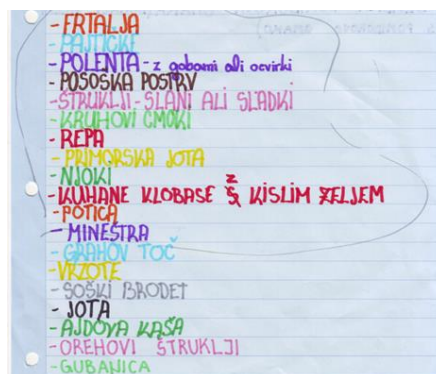 - FRTALJA
- PAJTIČKE
- POLENTA - z gobami ali ocvirki
- POSOŠKA POSTRV
- ŠTRUKLJI - SLANI ALI SLADKI
- KRUHOVI CMOKI
- REPA
- PRIMORSKA JOTA
- NJOKI
- KUHANE KLOBASE Z KISLIM ZELJEM
- POTICA
- MINEŠTRA
- GRAHOV TOČ
- VRZOTE
- SOŠKI BRODET
- JOTA
- AJDOVA KAŠA
- OREHOVI ŠTRUKLJI
- GUBANICA